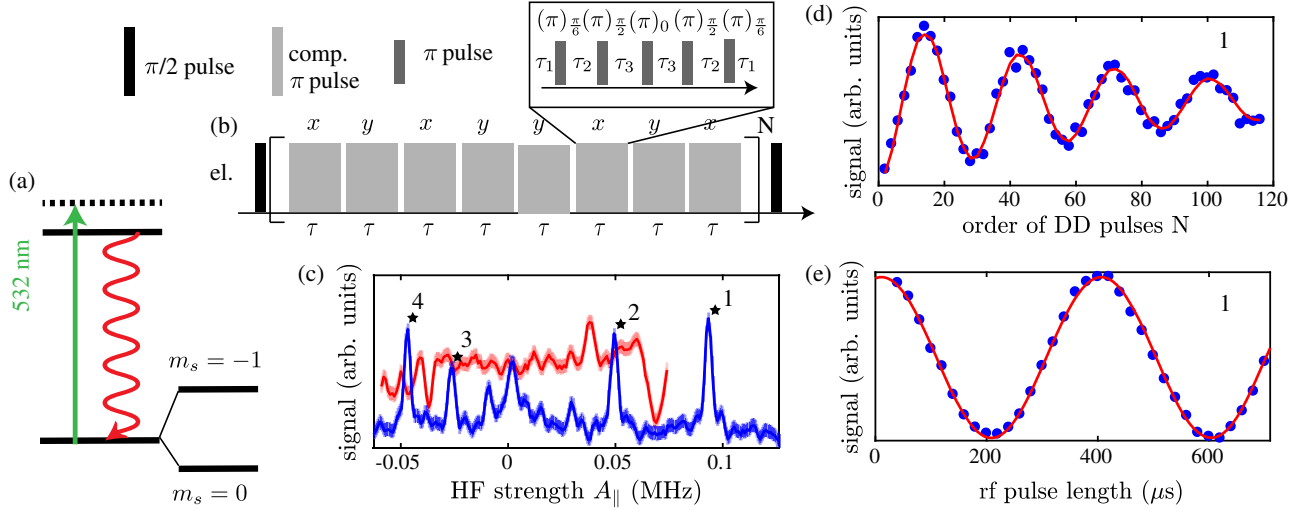 π/2 pulse
comp.
π pulse
π pulse
(π)π/6 (π)π/2 (π)0 (π)π/2 (π)π/6
τ1 τ2 τ3 τ3 τ2 τ1
(a)
532 nm
ms = −1
ms = 0
(b)
x y x y y x y x N
el.
τ τ τ τ τ τ τ τ
(c)
signal (arb. units)
4
3
2
1
-0.05 0 0.05 0.1
HF strength A∥ (MHz)
(d)
signal (arb. units)
1
0 20 40 60 80 100 120
order of DD pulses N
(e)
signal (arb. units)
1
0 200 400 600
rf pulse length (μs)